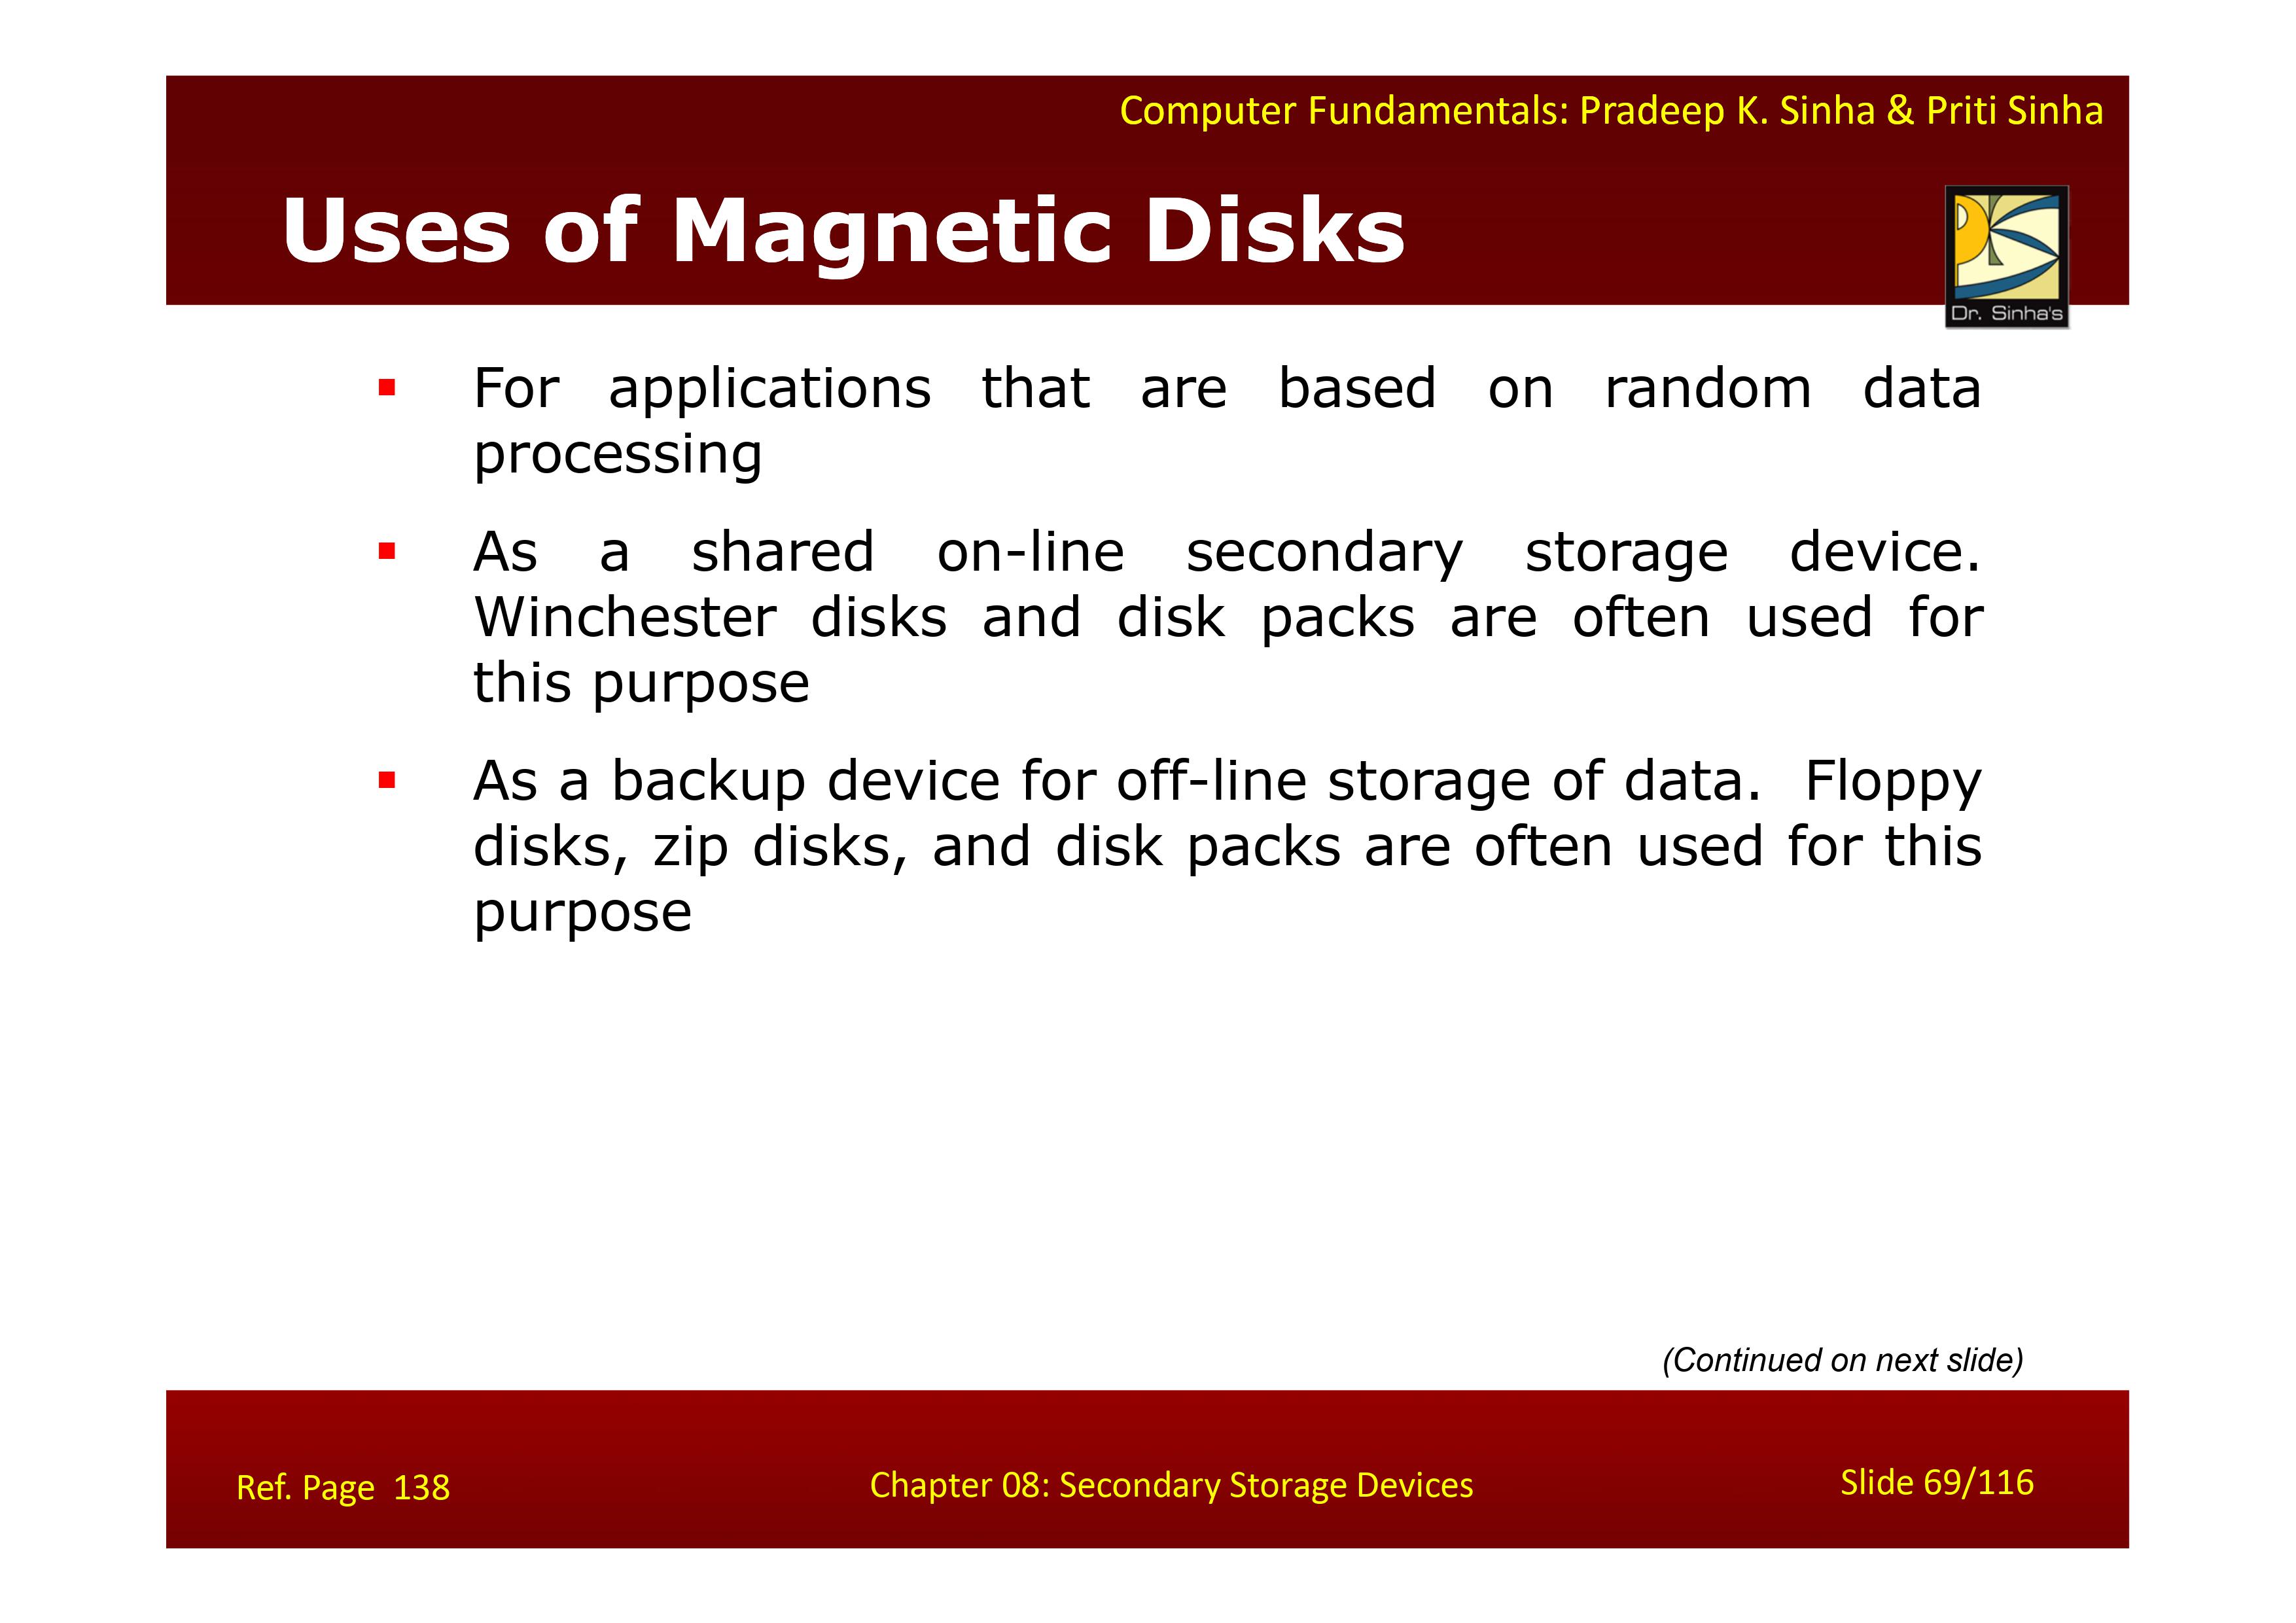 Computer Fundamentals: Pradeep K. Sinha & Priti Sinha
Uses of Magnetic Disks
Dr. Sinha's
▪ For applications that are based on random data
processing
▪ As a shared on-line secondary storage device.
Winchester disks and disk packs are often used for
this purpose
▪ As a backup device for off-line storage of data.  Floppy
disks, zip disks, and disk packs are often used for this
purpose
(Continued on next slide)
Ref. Page  138
Chapter 08: Secondary Storage Devices
Slide 69/116